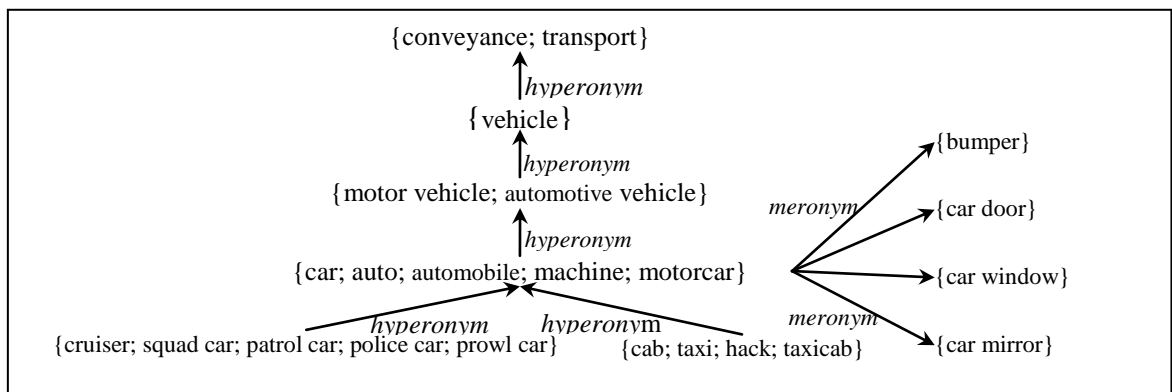 {conveyance; transport}
hyperonym
{vehicle}
hyperonym
{bumper}
{motor vehicle; automotive vehicle}
meronym
{car door}
hyperonym
{car; auto; automobile; machine; motorcar}
{car window}
hyperonym hyperonym
meronym
{cruiser; squad car; patrol car; police car; prowl car}
{cab; taxi; hack; taxicab}
{car mirror}